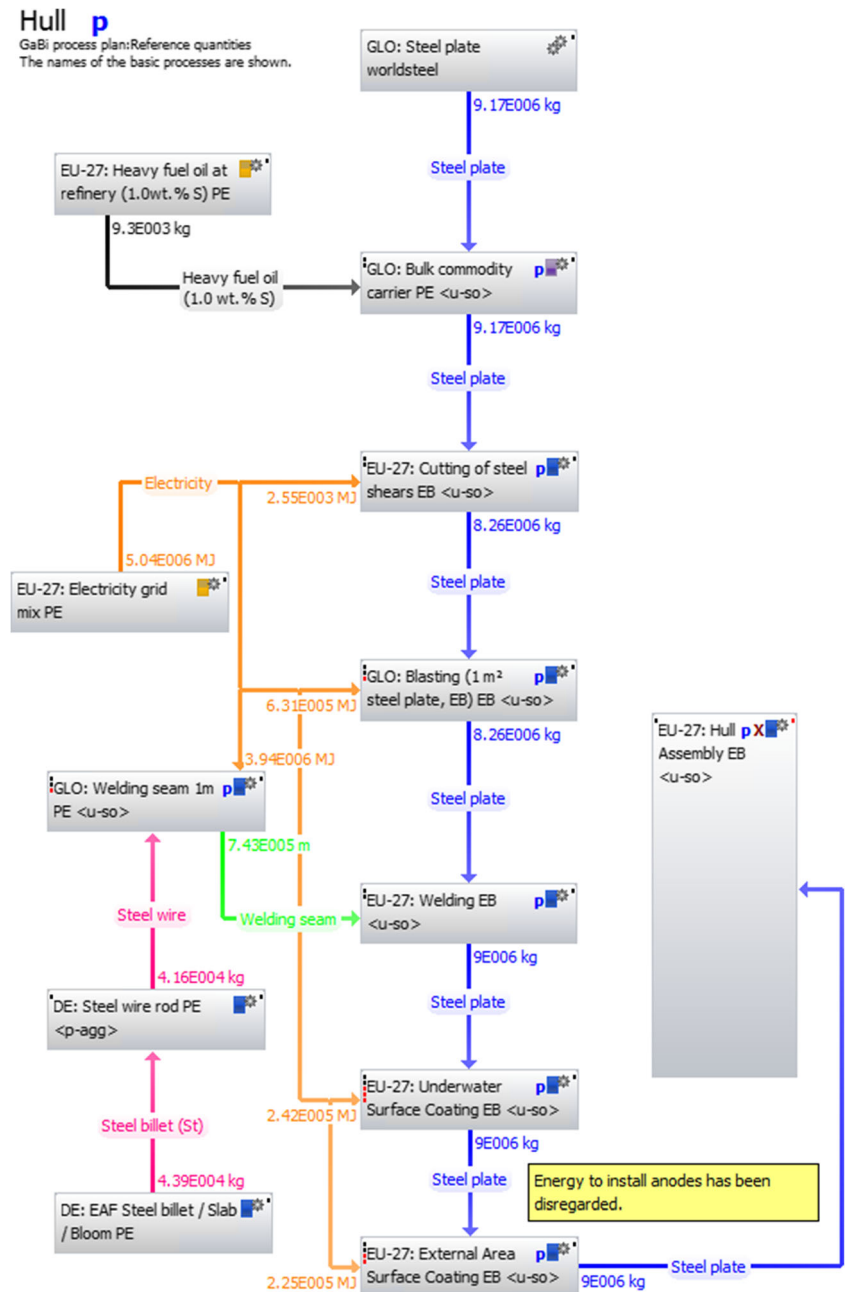 Hull p
GaBi process plan:Reference quantities
The names of the basic processes are shown.
GLO: Steel plate
worldsteel
9.17E006 kg
Steel plate
EU-27: Heavy fuel oil at
refinery (1.0wt.% S) PE
9.3E003 kg
Heavy fuel oil
(1.0 wt.% S)
GLO: Bulk commodity p
carrier PE <u-so>
9.17E006 kg
Steel plate
EU-27: Cutting of steel p
shears EB <u-so>
Electricity
2.55E003 MJ
8.26E006 kg
5.04E006 MJ
EU-27: Electricity grid
mix PE
Steel plate
GLO: Blasting (1 m² p
steel plate, EB) EB <u-so>
6.31E005 MJ
8.26E006 kg
EU-27: Hull p X
Assembly EB
<u-so>
3.94E006 MJ
GLO: Welding seam 1m p
PE <u-so>
Steel plate
7.43E005 m
EU-27: Welding EB p
<u-so>
Steel wire
Welding seam
9E006 kg
4.16E004 kg
DE: Steel wire rod PE
<p-agg>
Steel plate
EU-27: Underwater p
Surface Coating EB <u-so>
Steel billet (St)
2.42E005 MJ
9E006 kg
4.39E004 kg
Steel plate
Energy to install anodes has been
disregarded.
DE: EAF Steel billet / Slab
/ Bloom PE
EU-27: External Area p
Surface Coating EB <u-so>
Steel plate
2.25E005 MJ
9E006 kg